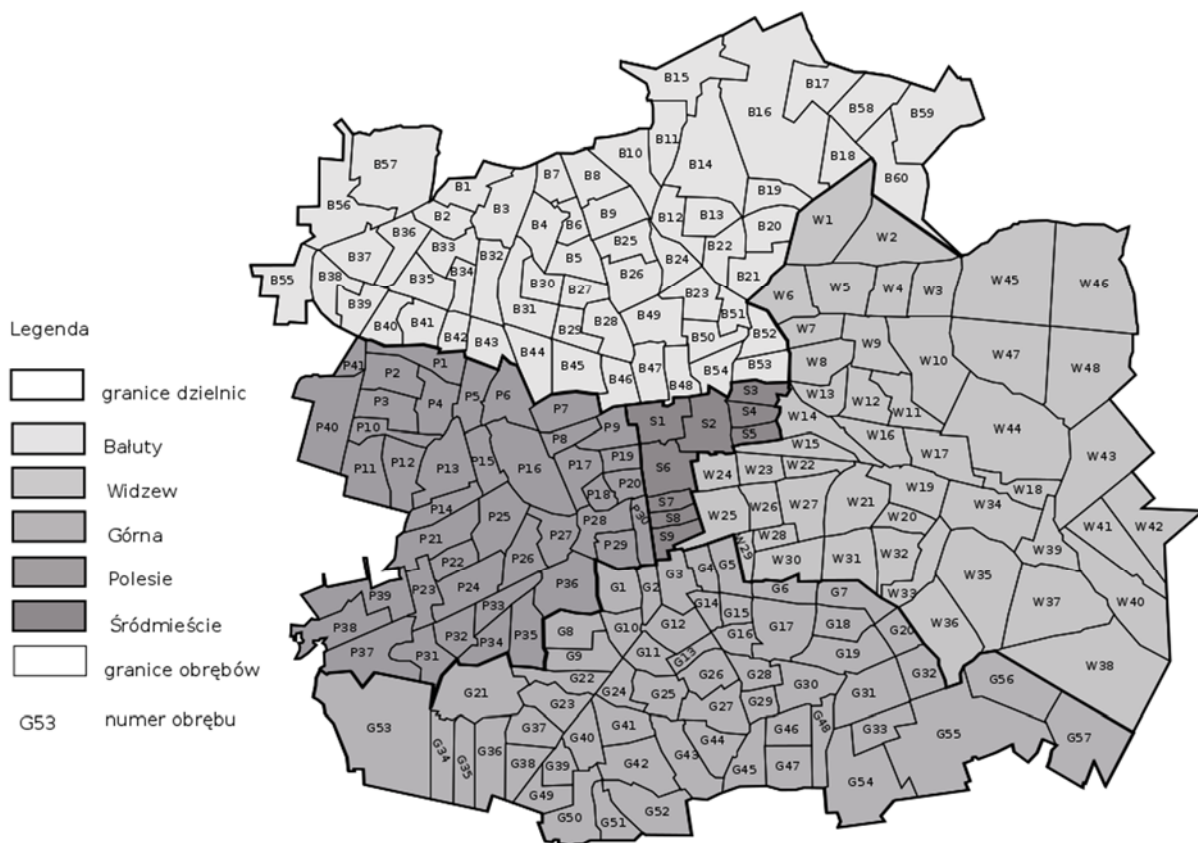 Legenda
granice dzielnic
Bałuty
Widzew
Górna
Polesie
Śródmieście
granice obrębów
G53 numer obrębu
B15 B17 B16 B58 B59
B11 B10 B14 B18 B60
B57 B56 B1 B7 B8 B19
B2 B3 B4 B6 B9 B12 B13 B20
B36 B33 B32 B5 B25 B24 B22
B37 B35 B34 B30 B27 B26 B21
B55 B38 B39 B31 B28 B49 B23 B51
B40 B41 B42 B43 B44 B29 B50 B52
B45 B46 B47 B48 B54 B53
W1 W2
W6 W5 W4 W3 W45 W46
W7 W9 W10 W47 W48
W8 W13 W12 W11 W44
W14 W15 W16 W17 W43
W24 W23 W22 W19 W18
W25 W26 W27 W21 W20 W34
W28 W29 W30 W31 W32 W39 W41 W42
W33 W35 W37 W40
W36 W38
P41 P2 P1 P5 P6
P3 P4 P7
P40 P10 P8 P9
P11 P12 P13 P15 P16 P17 P19
P18 P20
P14 P25 P28 P30
P21 P22 P26 P27 P29
P39 P23 P24 P36
P38 P33 P32 P34 P35
P37 P31
S3
S1 S2 S4
S5
S6
S7
S8
S9
G1 G2 G3 G4 G5 G6 G7
G8 G10 G12 G14 G15 G17 G18 G20
G9 G11 G13 G16 G19
G22 G24 G25 G26 G28 G30 G31 G32
G21 G23 G27 G29 G56
G53 G34 G35 G36 G37 G40 G41 G44 G46 G48 G33 G55 G57
G38 G39 G42 G43 G45 G47
G49 G54
G50 G51 G52